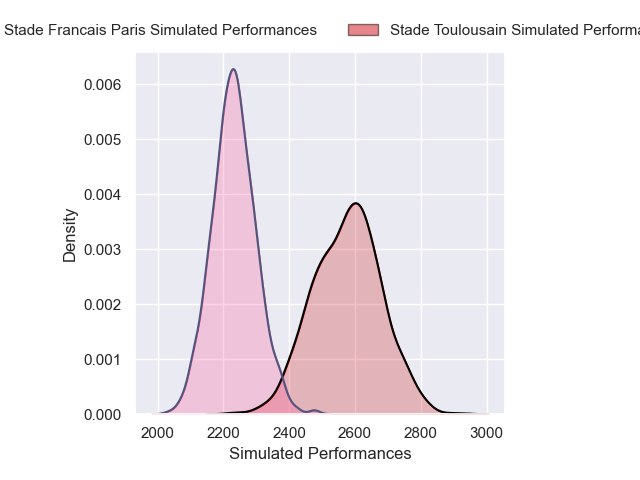 Stade Francais Paris Simulated Performances
Stade Toulousain Simulated Performa
0.006
0.005
0.004
0.003
0.002
0.001
0.000
Density
2000 2200 2400 2600 2800 3000
Simulated Performances